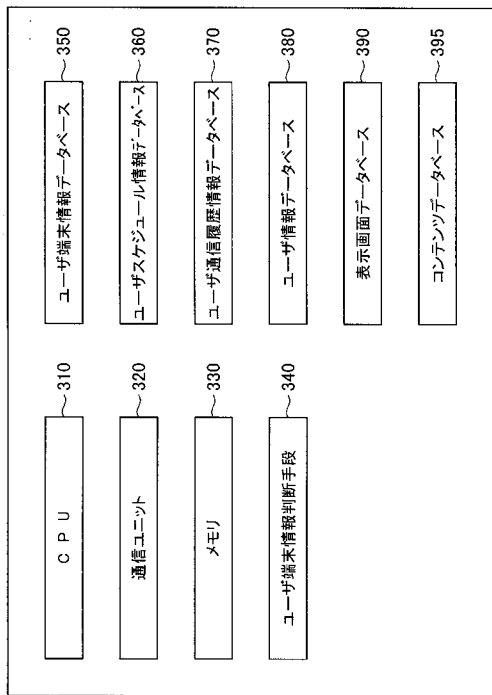 CPU
310
通信ユニット
320
メモリ
330
ユーザ端末情報判断手段
340
ユーザ端末情報データベース
350
ユーザスケジュール情報データベース
360
ユーザ通信履歴情報データベース
370
ユーザ情報データベース
380
表示画面データベース
390
コンテンツデータベース
395